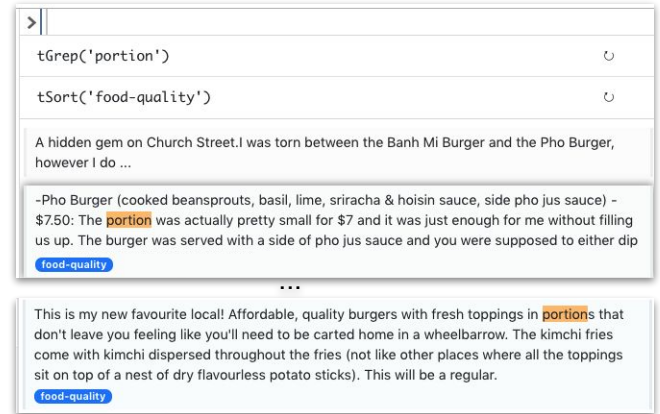 >
tGrep('portion')
tSort('food-quality')
A hidden gem on Church Street.I was torn between the Banh Mi Burger and the Pho Burger,
however I do ...
-Pho Burger (cooked beansprouts, basil, lime, sriracha & hoisin sauce, side pho jus sauce) -
$7.50: The portion was actually pretty small for $7 and it was just enough for me without filling
us up. The burger was served with a side of pho jus sauce and you were supposed to either dip
food-quality
...
This is my new favourite local! Affordable, quality burgers with fresh toppings in portions that
don't leave you feeling like you'll need to be carted home in a wheelbarrow. The kimchi fries
come with kimchi dispersed throughout the fries (not like other places where all the toppings
sit on top of a nest of dry flavourless potato sticks). This will be a regular.
food-quality